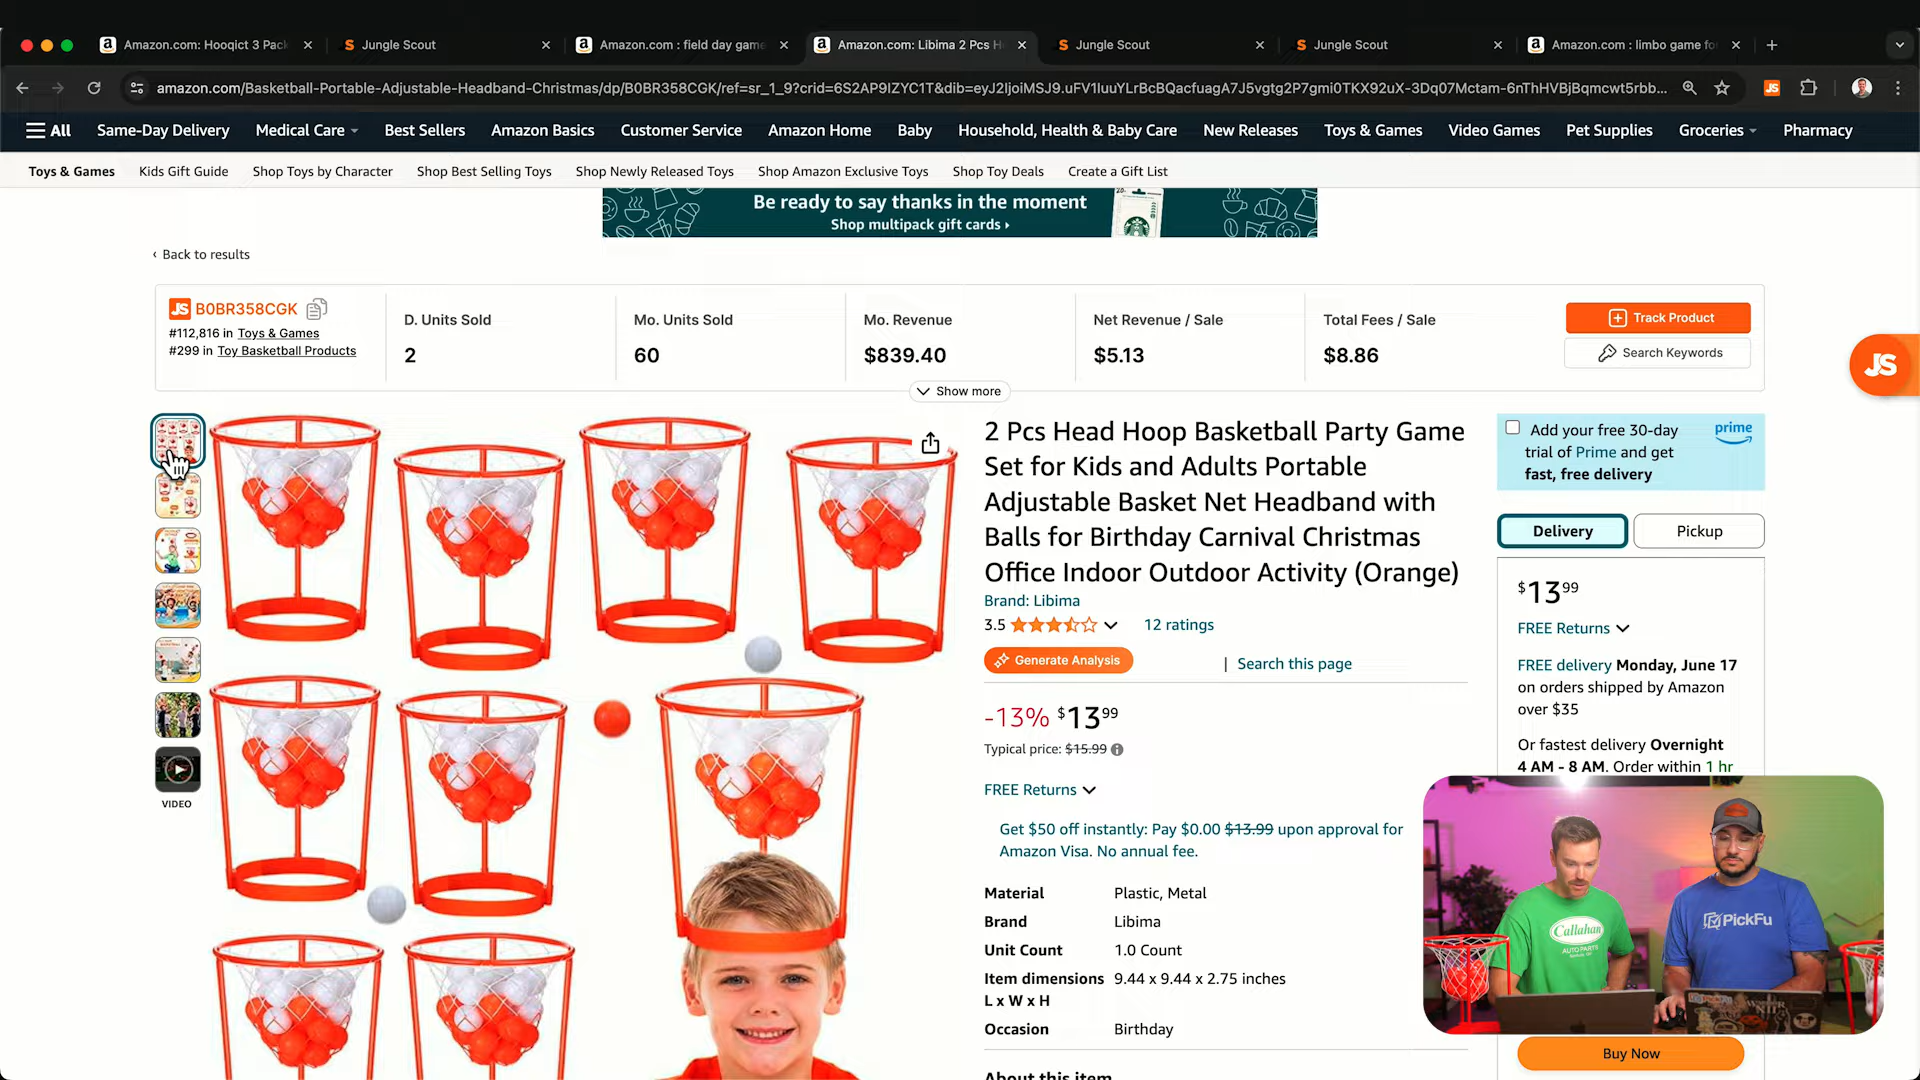 Amazon.com: Hooqict 3 Pack
Jungle Scout
Amazon.com : field day game
Amazon.com: Libima 2 Pcs H
Jungle Scout
Jungle Scout
Amazon.com : limbo game fo
amazon.com/Basketball-Portable-Adjustable-Headband-Christmas/dp/B0BR358CGK/ref=sr_1_9?crid=6S2AP9IZYC1T&dib=eyJ2IjoiMSJ9.uFV1IuuYLrBcBQacfuagA7J5vgtg2P7gmi0TKX92uX-3Dq07Mctam-6nThHVBjBqmcwt5rbb...
All Same-Day Delivery Medical Care Best Sellers Amazon Basics Customer Service Amazon Home Baby Household, Health & Baby Care New Releases Toys & Games Video Games Pet Supplies Groceries Pharmacy
Toys & Games Kids Gift Guide Shop Toys by Character Shop Best Selling Toys Shop Newly Released Toys Shop Amazon Exclusive Toys Shop Toy Deals Create a Gift List
Be ready to say thanks in the moment
Shop multipack gift cards ›
‹ Back to results
JS B0BR358CGK
#112,816 in Toys & Games
#299 in Toy Basketball Products
D. Units Sold
2
Mo. Units Sold
60
Mo. Revenue
$839.40
Net Revenue / Sale
$5.13
Total Fees / Sale
$8.86
Track Product
Search Keywords
Show more
JS
VIDEO
2 Pcs Head Hoop Basketball Party Game
Set for Kids and Adults Portable
Adjustable Basket Net Headband with
Balls for Birthday Carnival Christmas
Office Indoor Outdoor Activity (Orange)
Brand: Libima
3.5 12 ratings
Generate Analysis | Search this page
-13% $13 99
Typical price: $15.99
FREE Returns
Get $50 off instantly: Pay $0.00 $13.99 upon approval for
Amazon Visa. No annual fee.
Material Plastic, Metal
Brand Libima
Unit Count 1.0 Count
Item dimensions 9.44 x 9.44 x 2.75 inches
L x W x H
Occasion Birthday
About this item
Add your free 30-day
trial of Prime and get
fast, free delivery
prime
Delivery Pickup
$13 99
FREE Returns
FREE delivery Monday, June 17
on orders shipped by Amazon
over $35
Or fastest delivery Overnight
4 AM - 8 AM. Order within 1 hr
Callahan
AUTO PARTS
PickFu
Buy Now